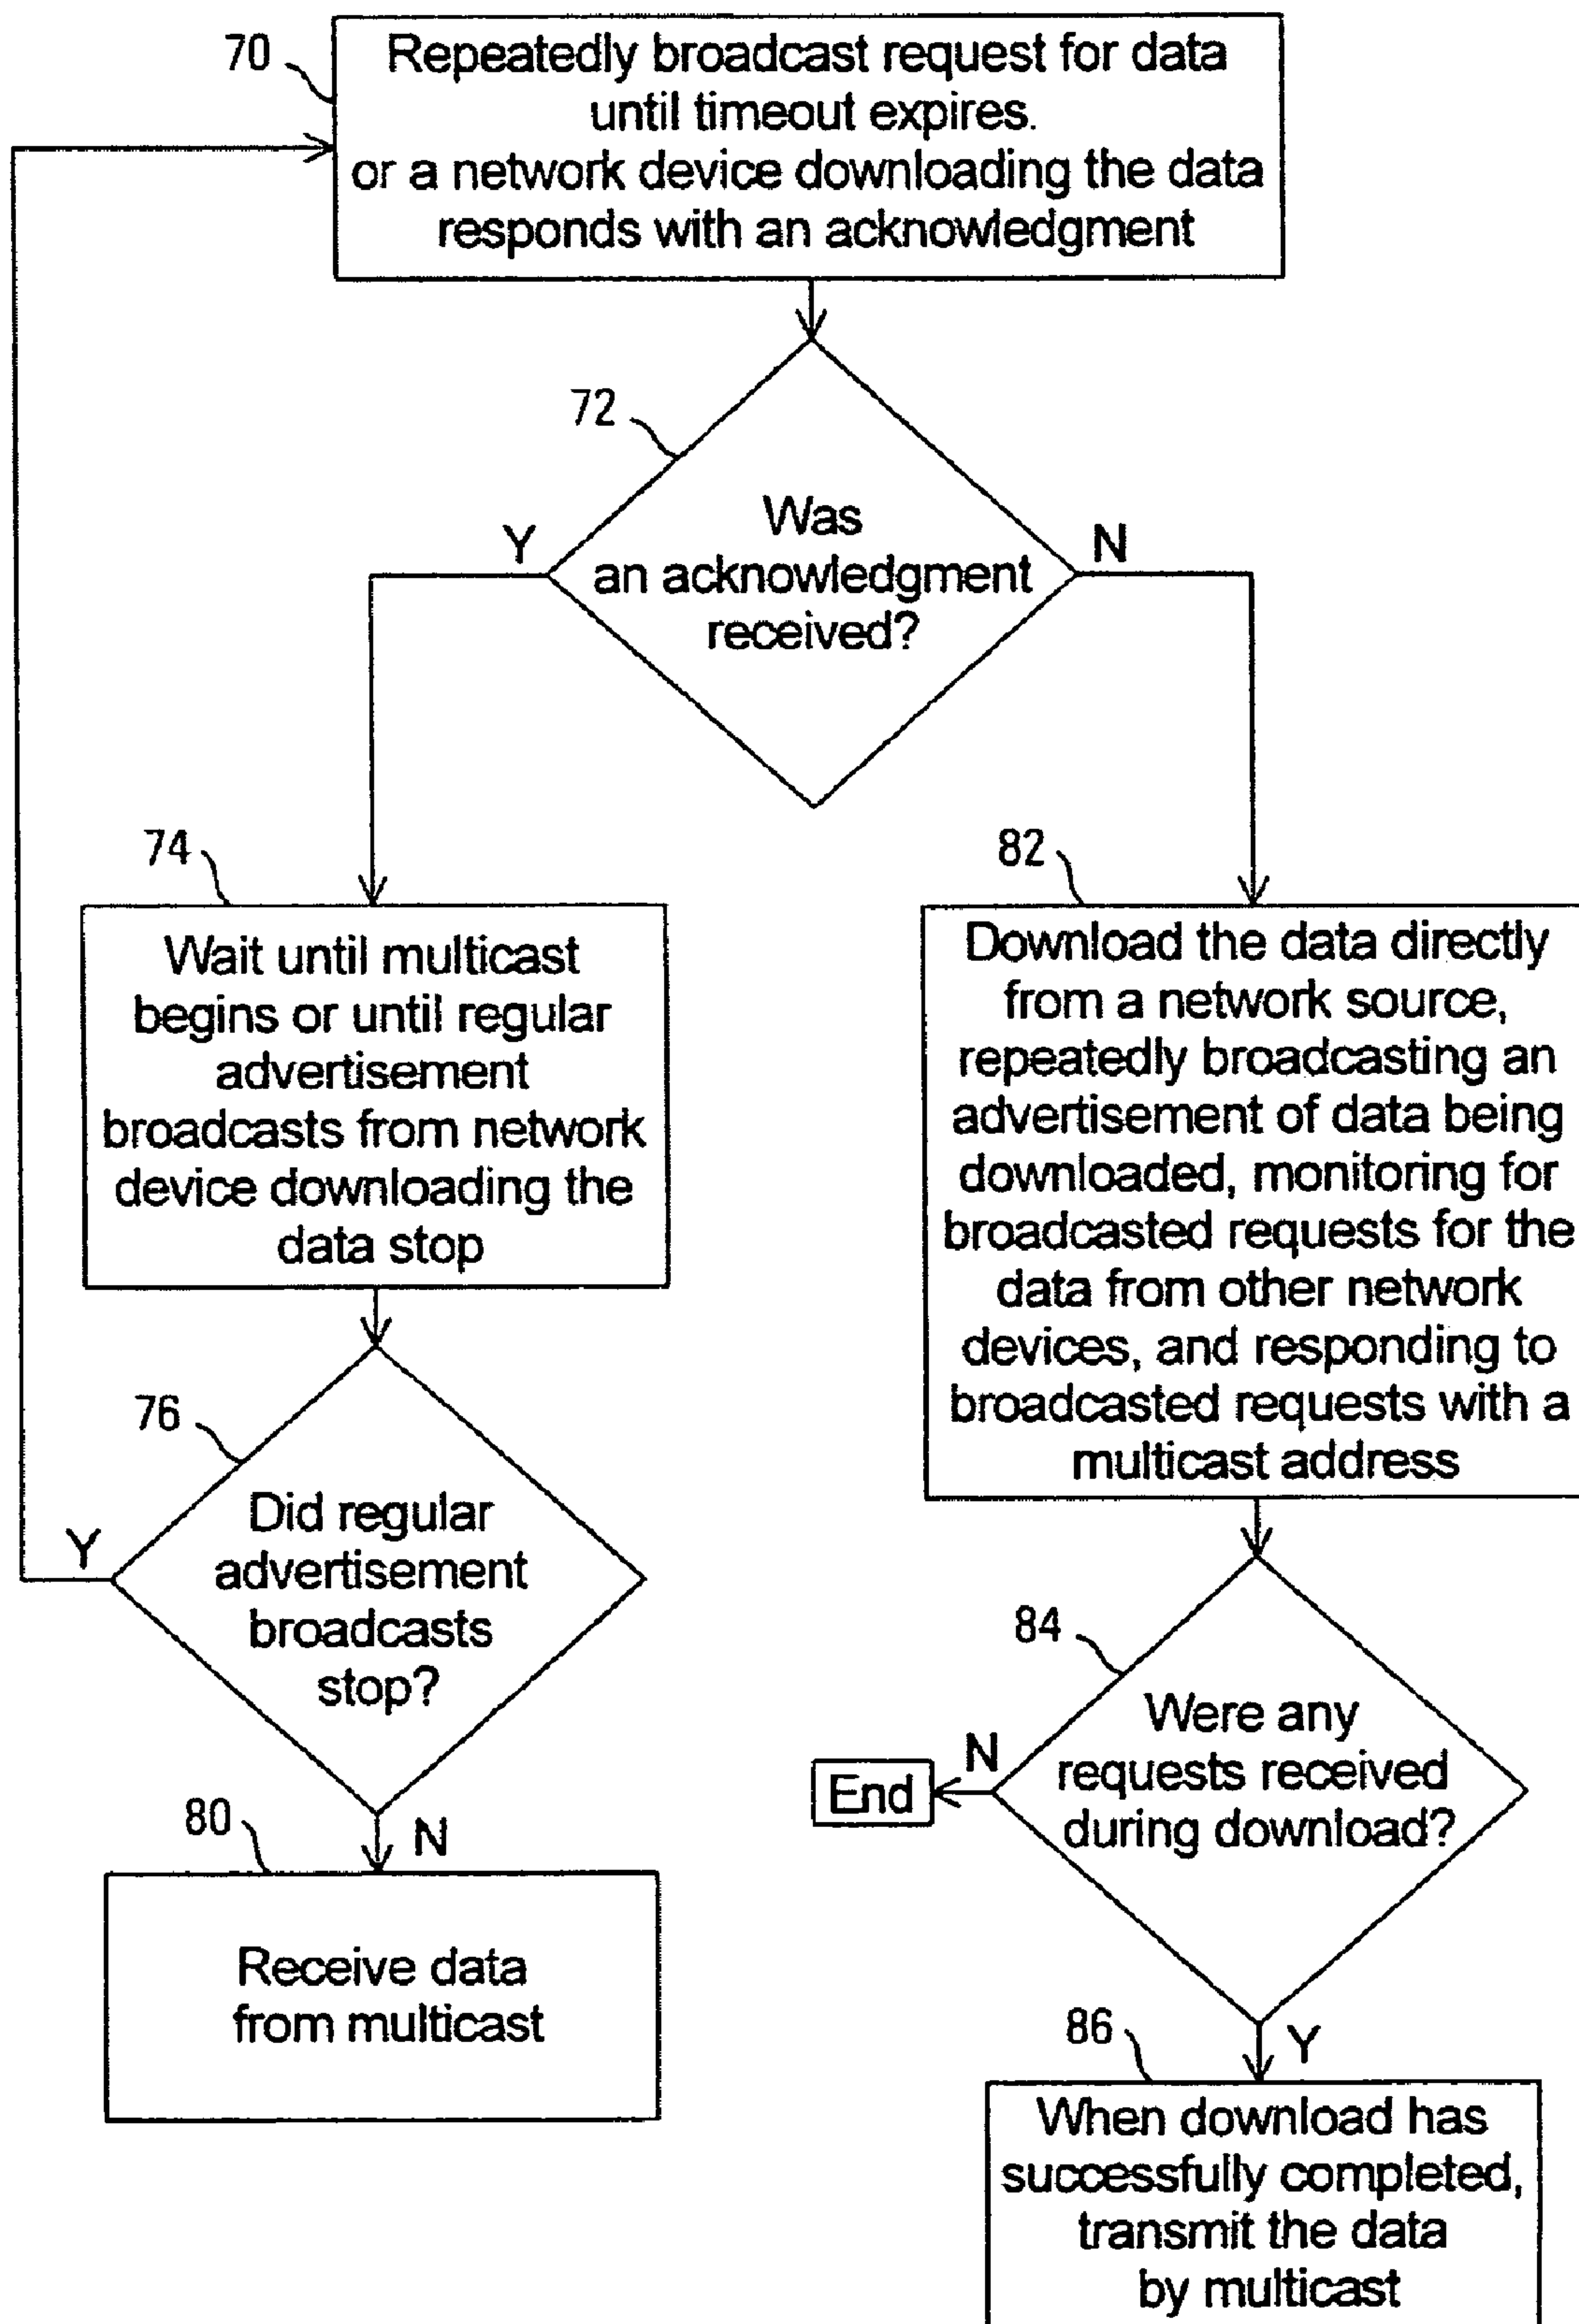 70
Repeatedly broadcast request for data
until timeout expires.
or a network device downloading the data
responds with an acknowledgment
72
Was
an acknowledgment
received?
Y
N
74
Wait until multicast
begins or until regular
advertisement
broadcasts from network
device downloading the
data stop
82
Download the data directly
from a network source,
repeatedly broadcasting an
advertisement of data being
downloaded, monitoring for
broadcasted requests for the
data from other network
devices, and responding to
broadcasted requests with a
multicast address
76
Did regular
advertisement
broadcasts
stop?
Y
N
80
Receive data
from multicast
84
Were any
requests received
during download?
N
End
Y
86
When download has
successfully completed,
transmit the data
by multicast